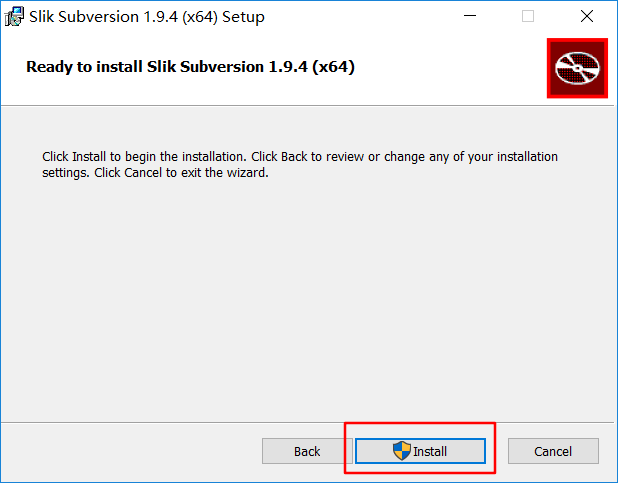 Slik Subversion 1.9.4 (x64) Setup
Ready to install Slik Subversion 1.9.4 (x64)
Click Install to begin the installation. Click Back to review or change any of your installation
settings. Click Cancel to exit the wizard.
Back
Install
Cancel